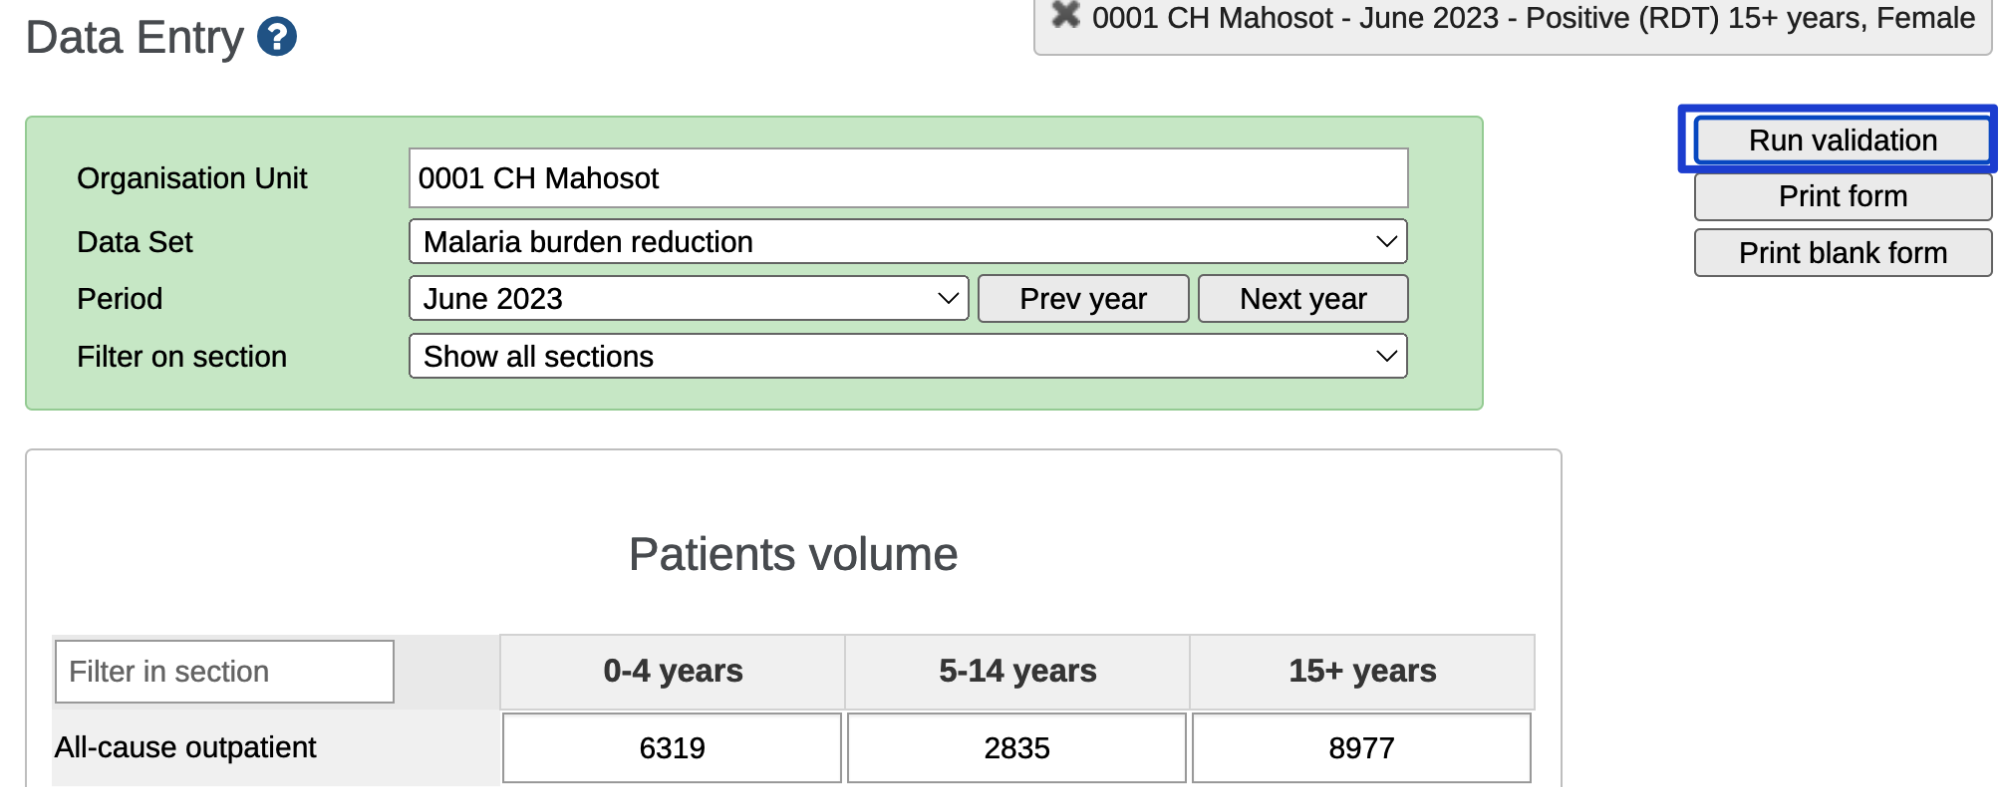 Data Entry ?
0001 CH Mahosot - June 2023 - Positive (RDT) 15+ years, Female
Run validation
Print form
Print blank form
Organisation Unit 0001 CH Mahosot
Data Set Malaria burden reduction
Period June 2023 Prev year Next year
Filter on section Show all sections
Patients volume
Filter in section 0-4 years 5-14 years 15+ years
All-cause outpatient 6319 2835 8977